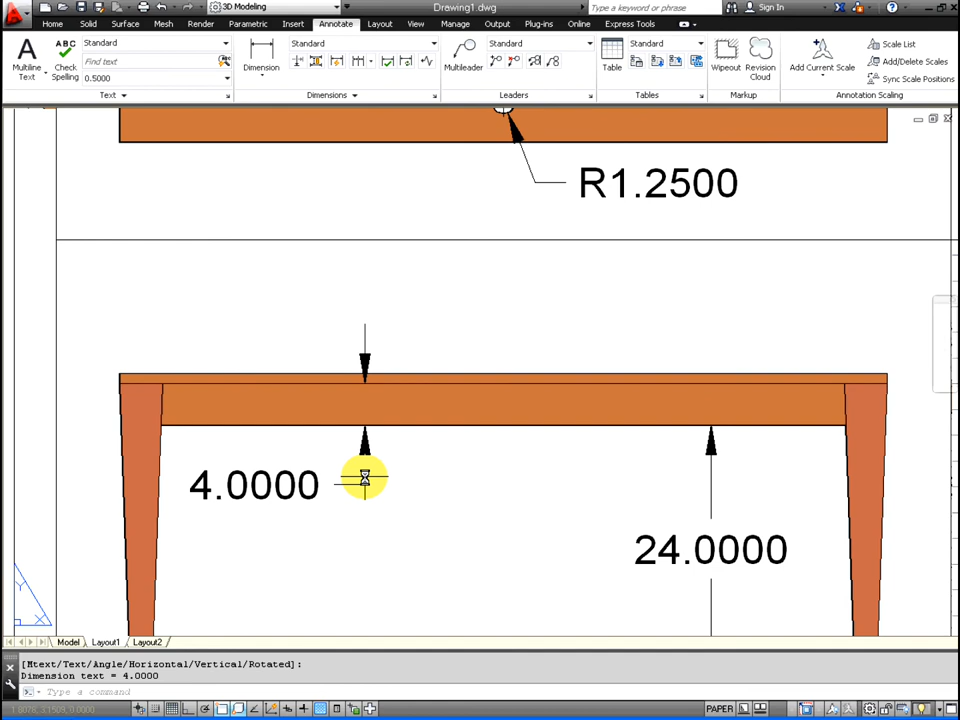 3D Modeling
Drawing1.dwg
Type a keyword or phrase
Sign In
Home Solid Surface Mesh Render Parametric Insert Annotate Layout View Manage Output Plug-ins Online Express Tools
A
Multiline
Text
ABC
Check
Spelling
Standard
Find text
0.5000
Text
Dimension
Standard
Dimensions
Multileader
Standard
Leaders
Table
Standard
Tables
Wipeout
Revision
Cloud
Markup
Add Current Scale
Scale List
Add/Delete Scales
Sync Scale Positions
Annotation Scaling
R1.2500
4.0000
24.0000
Y
X
Model Layout1 Layout2
[Mtext/Text/Angle/Horizontal/Vertical/Rotated]:
Dimension text = 4.0000
Type a command
PAPER